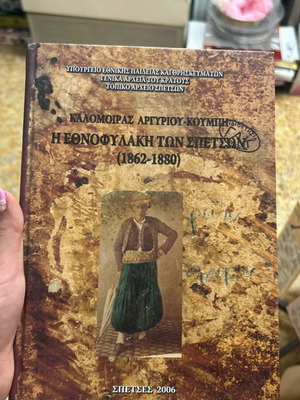 ΥΠΟΥΡΓΕΙΟ ΕΘΝΙΚΗΣ ΠΑΙΔΕΙΑΣ ΚΑΙ ΘΡΗΣΚΕΥΜΑΤΩΝ
ΓΕΝΙΚΑ ΑΡΧΕΙΑ ΤΟΥ ΚΡΑΤΟΥΣ
ΤΟΠΙΚΟ ΑΡΧΕΙΟ ΣΠΕΤΣΩΝ
ΚΑΛΟΜΟΙΡΑΣ ΑΡΓΥΡΙΟΥ-ΚΟΥΜΠΗ
Η ΕΘΝΟΦΥΛΑΚΗ ΤΩΝ ΣΠΕΤΣΩΝ
(1862-1880)
ΣΠΕΤΣΕΣ 2006